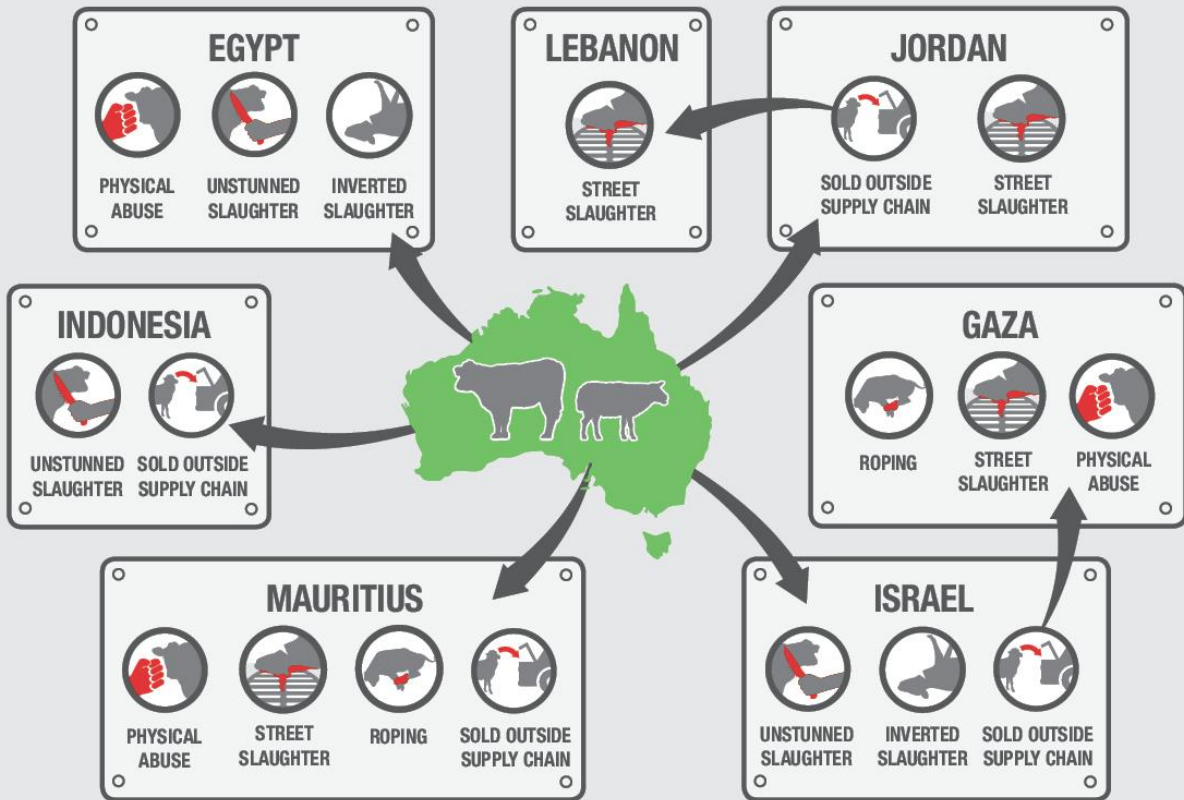 EGYPT
PHYSICAL
ABUSE
UNSTUNNED
SLAUGHTER
INVERTED
SLAUGHTER
LEBANON
STREET
SLAUGHTER
JORDAN
SOLD OUTSIDE
SUPPLY CHAIN
STREET
SLAUGHTER
INDONESIA
UNSTUNNED
SLAUGHTER
SOLD OUTSIDE
SUPPLY CHAIN
GAZA
ROPING
STREET
SLAUGHTER
PHYSICAL
ABUSE
MAURITIUS
PHYSICAL
ABUSE
STREET
SLAUGHTER
ROPING
SOLD OUTSIDE
SUPPLY CHAIN
ISRAEL
UNSTUNNED
SLAUGHTER
INVERTED
SLAUGHTER
SOLD OUTSIDE
SUPPLY CHAIN